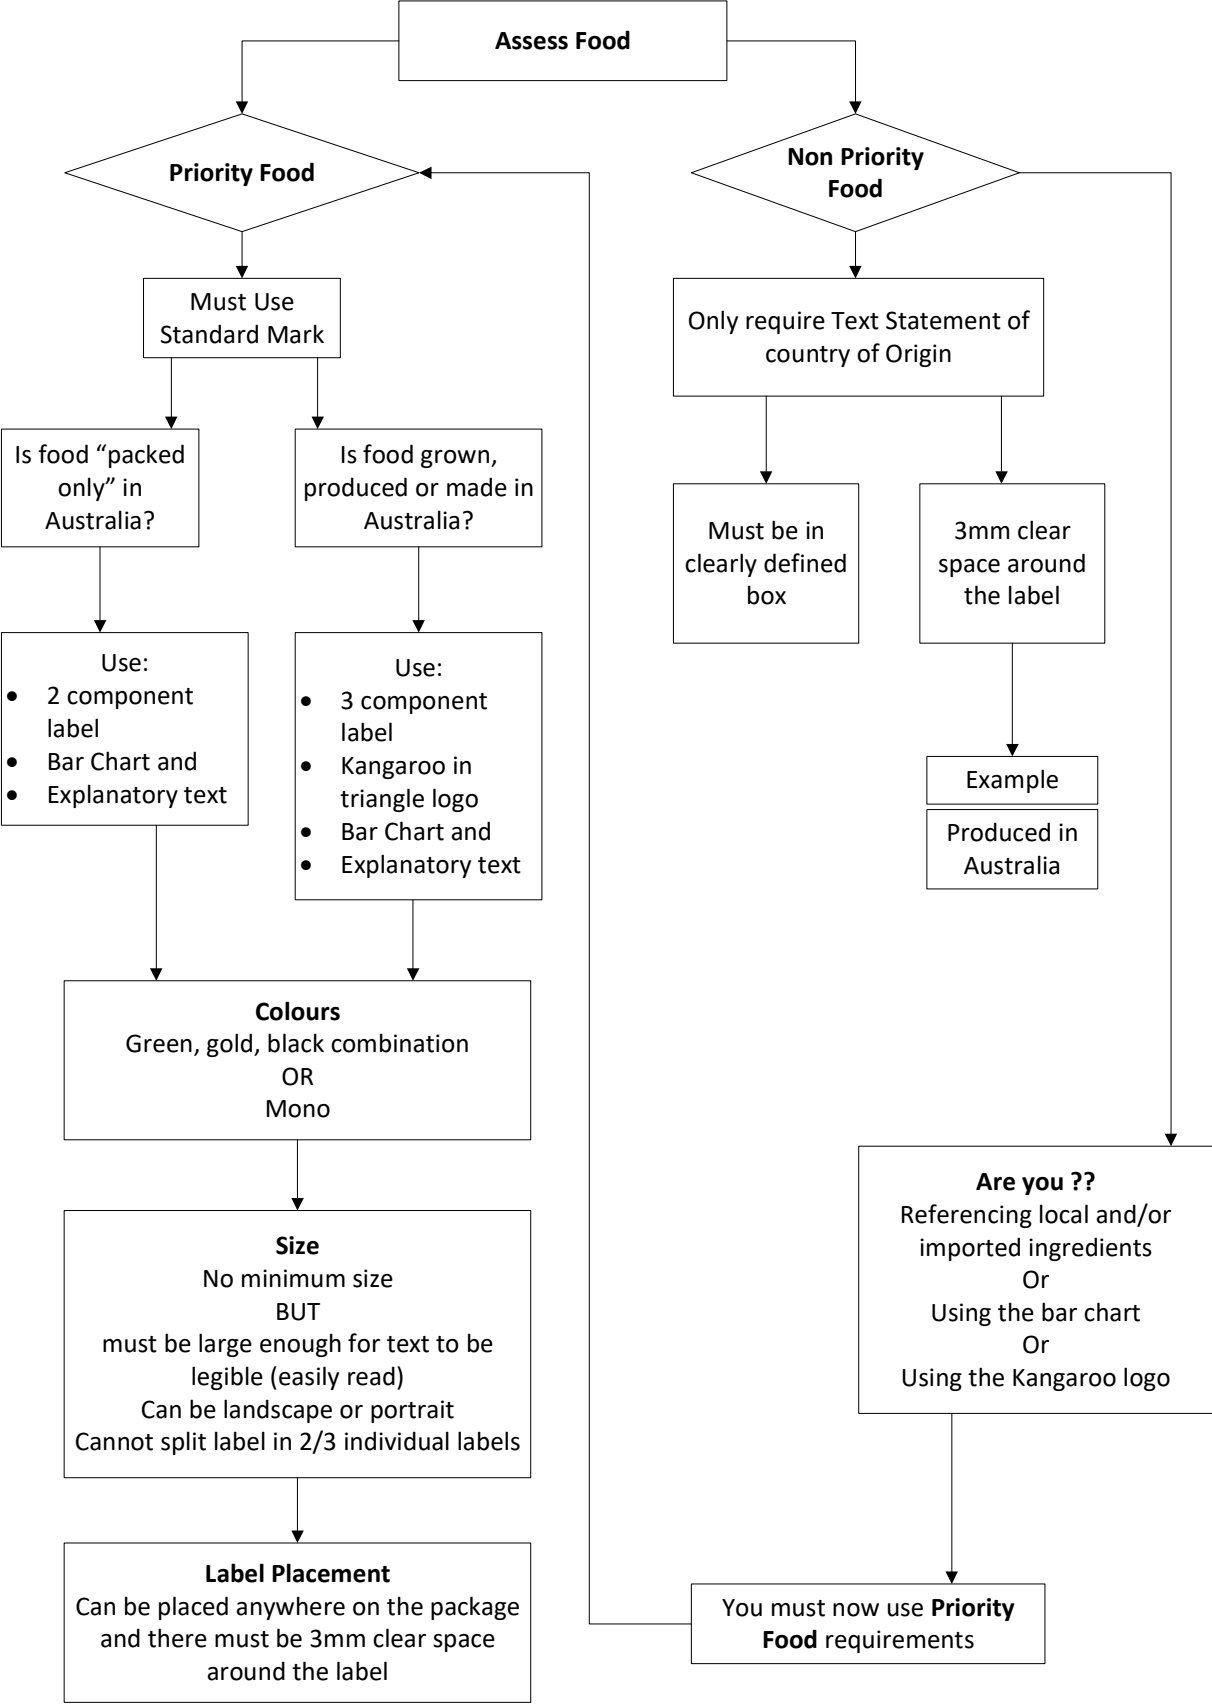 Assess Food
Priority Food
Must Use
Standard Mark
Is food “packed
only” in
Australia?
Is food grown,
produced or made in
Australia?
Use:
• 2 component
label
• Bar Chart and
• Explanatory text
Use:
• 3 component
label
• Kangaroo in
triangle logo
• Bar Chart and
• Explanatory text
Colours
Green, gold, black combination
OR
Mono
Size
No minimum size
BUT
must be large enough for text to be
legible (easily read)
Can be landscape or portrait
Cannot split label in 2/3 individual labels
Label Placement
Can be placed anywhere on the package
and there must be 3mm clear space
around the label
Non Priority
Food
Only require Text Statement of
country of Origin
Must be in
clearly defined
box
3mm clear
space around
the label
Example
Produced in
Australia
Are you ??
Referencing local and/or
imported ingredients
Or
Using the bar chart
Or
Using the Kangaroo logo
You must now use Priority
Food requirements